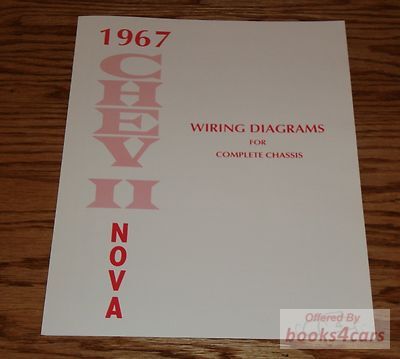 1967
CHEV II
NOVA
WIRING DIAGRAMS
FOR
COMPLETE CHASSIS
Offered By
books4cars